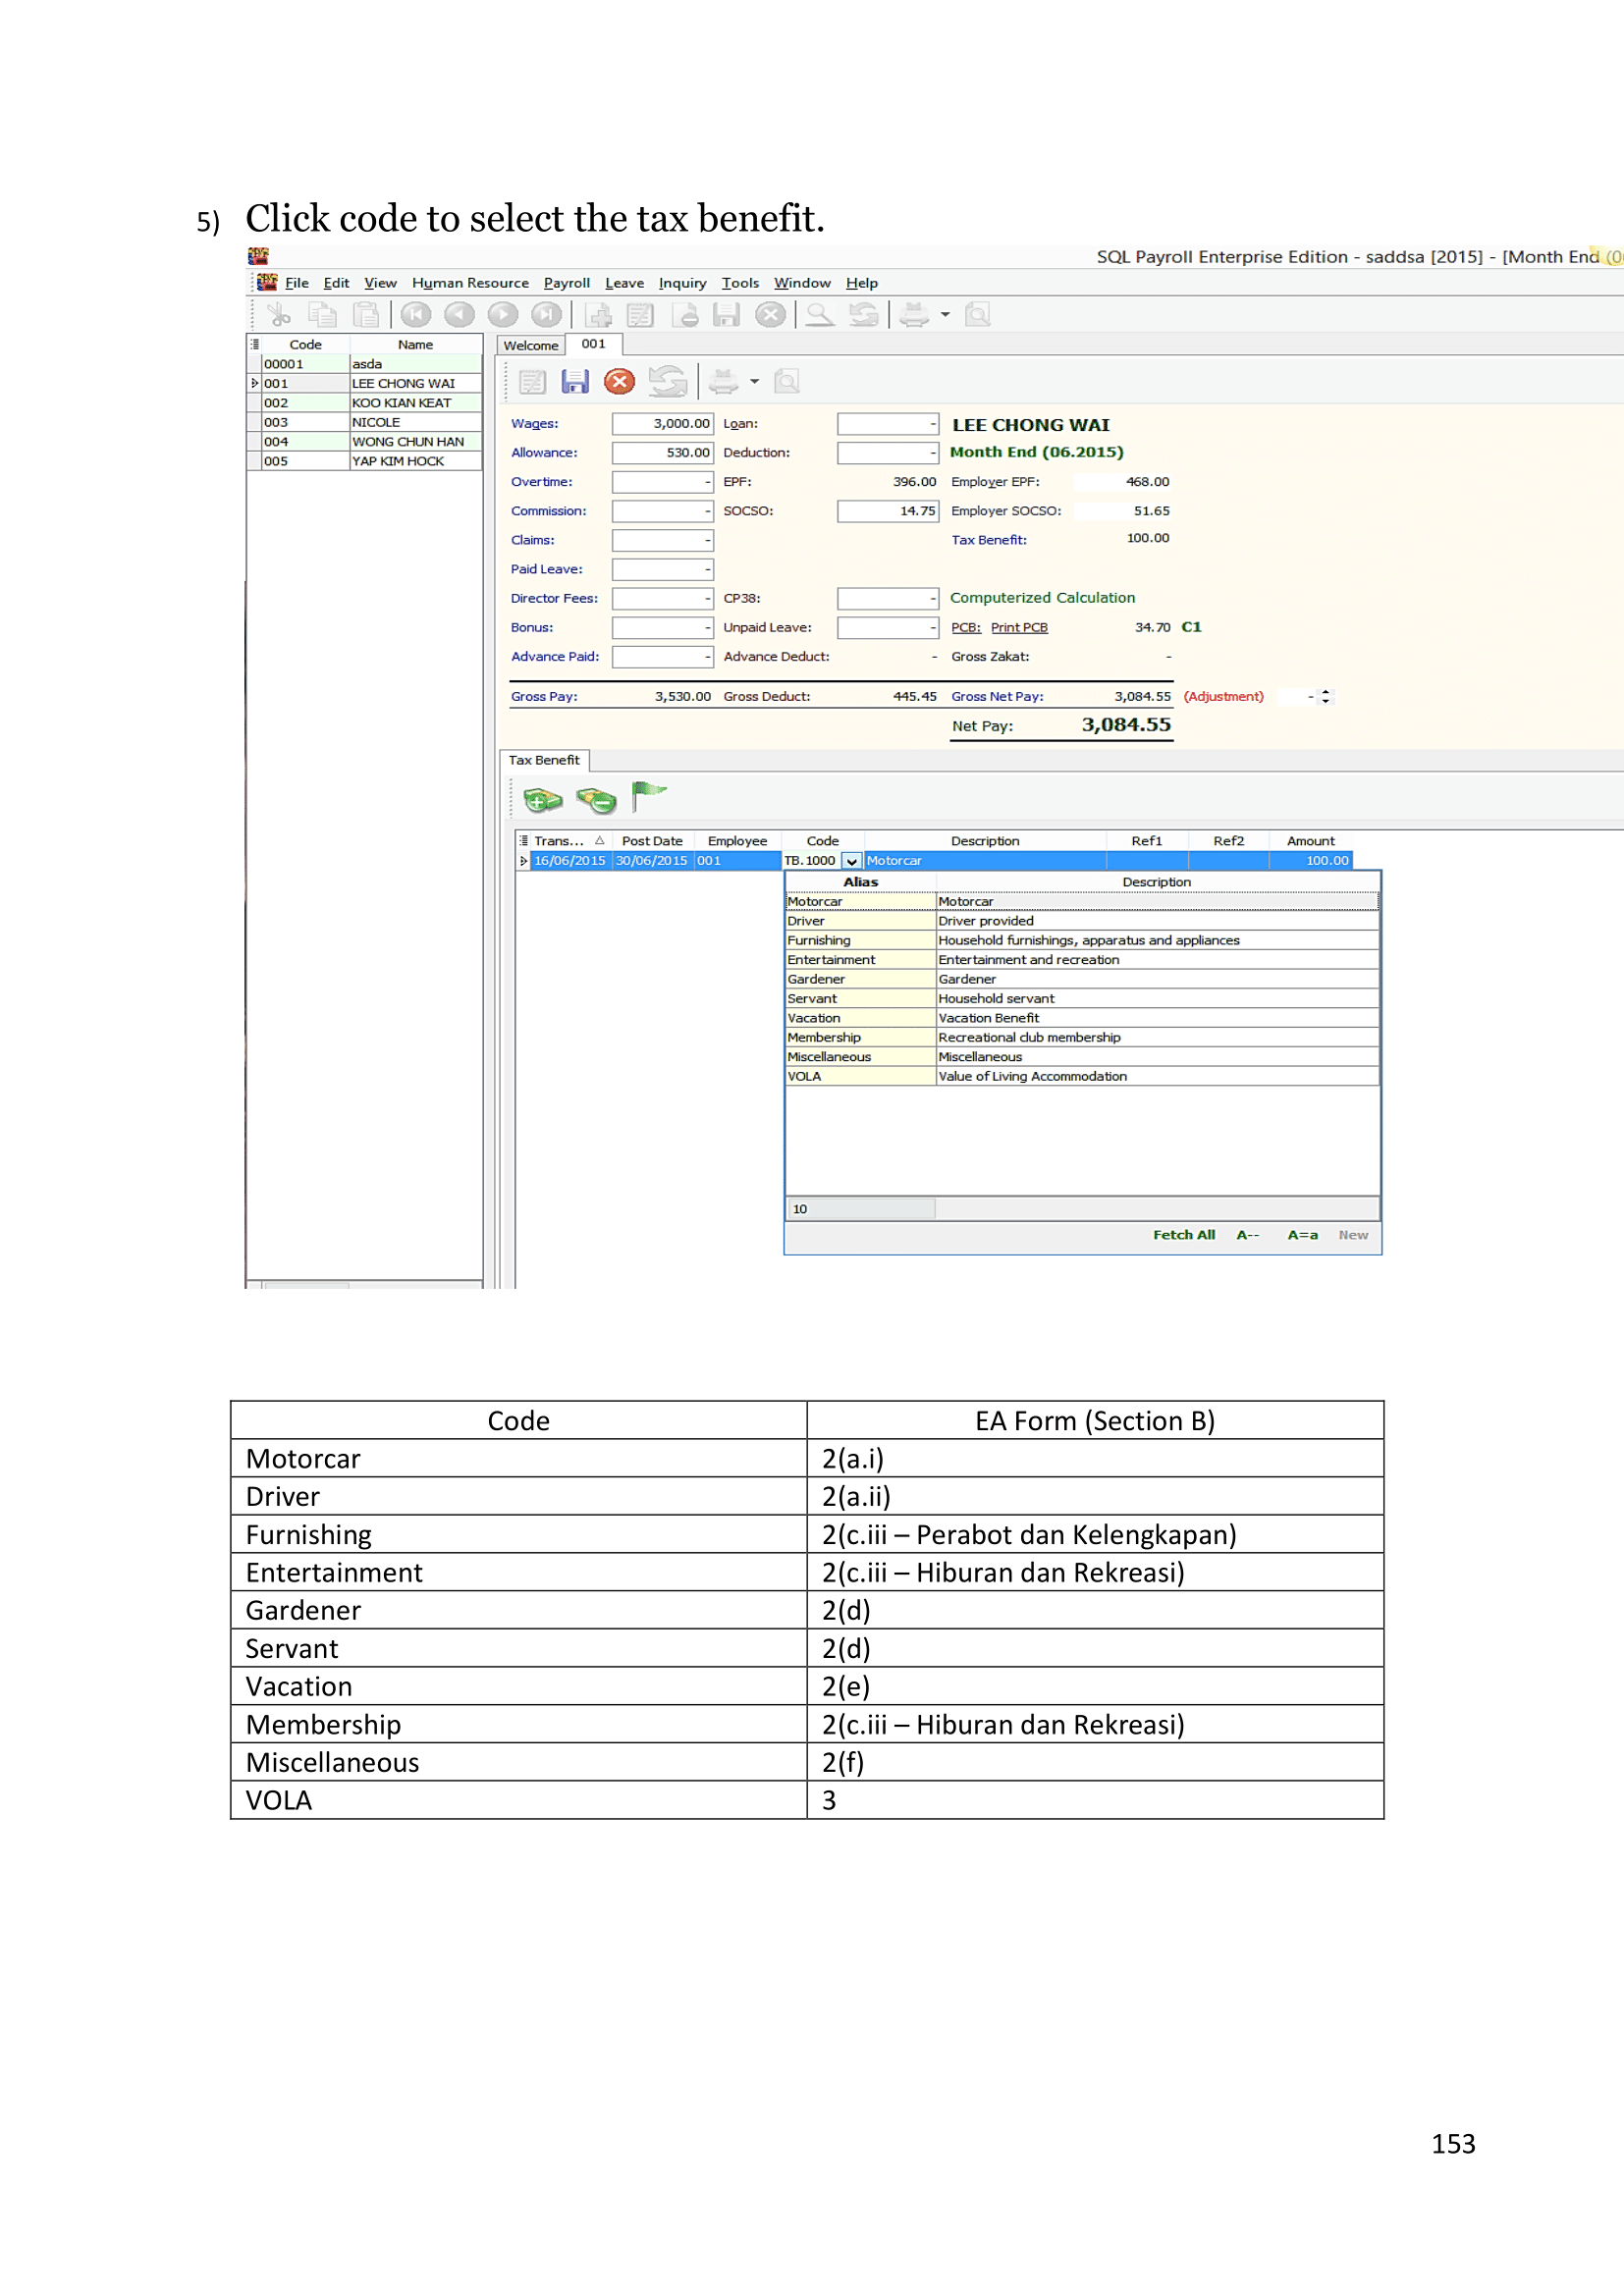 5) Click code to select the tax benefit.
SQL Payroll Enterprise Edition - saddsa [2015] - [Month End
File Edit View Human Resource Payroll Leave Inquiry Tools Window Help
Code Name
00001 asda
001 LEE CHONG WAI
002 KOO KIAN KEAT
003 NICOLE
004 WONG CHUN HAN
005 YAP KIM HOCK
Welcome 001
Wages: 3,000.00 Loan: - LEE CHONG WAI
Allowance: 530.00 Deduction: - Month End (06.2015)
Overtime: - EPF: 396.00 Employer EPF: 468.00
Commission: - SOCSO: 14.75 Employer SOCSO: 51.65
Claims: - Tax Benefit: 100.00
Paid Leave: -
Director Fees: - CP38: - Computerized Calculation
Bonus: - Unpaid Leave: - PCB: Print PCB 34.70 C1
Advance Paid: - Advance Deduct: - Gross Zakat: -
Gross Pay: 3,530.00 Gross Deduct: 445.45 Gross Net Pay: 3,084.55 (Adjustment) -
Net Pay: 3,084.55
Tax Benefit
Trans... Post Date Employee Code Description Ref1 Ref2 Amount
16/06/2015 30/06/2015 001 TB.1000 Motorcar 100.00
Alias Description
Motorcar Motorcar
Driver Driver provided
Furnishing Household furnishings, apparatus and appliances
Entertainment Entertainment and recreation
Gardener Gardener
Servant Household servant
Vacation Vacation Benefit
Membership Recreational club membership
Miscellaneous Miscellaneous
VOLA Value of Living Accommodation
10
Fetch All A-- A=a New
Code EA Form (Section B)
Motorcar 2(a.i)
Driver 2(a.ii)
Furnishing 2(c.iii – Perabot dan Kelengkapan)
Entertainment 2(c.iii – Hiburan dan Rekreasi)
Gardener 2(d)
Servant 2(d)
Vacation 2(e)
Membership 2(c.iii – Hiburan dan Rekreasi)
Miscellaneous 2(f)
VOLA 3
153